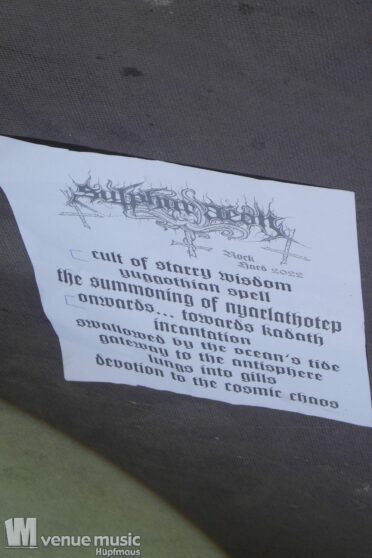 Sulphur Aeon
Rock
Hard 2022
cult of starry wisdom
yuggothian spell
the summoning of nyarlathotep
onwards... towards kadath
incantation
swallowed by the ocean's tide
gateway to the antisphere
lungs into gills
devotion to the cosmic chaos
venue music
Hüpfmaus